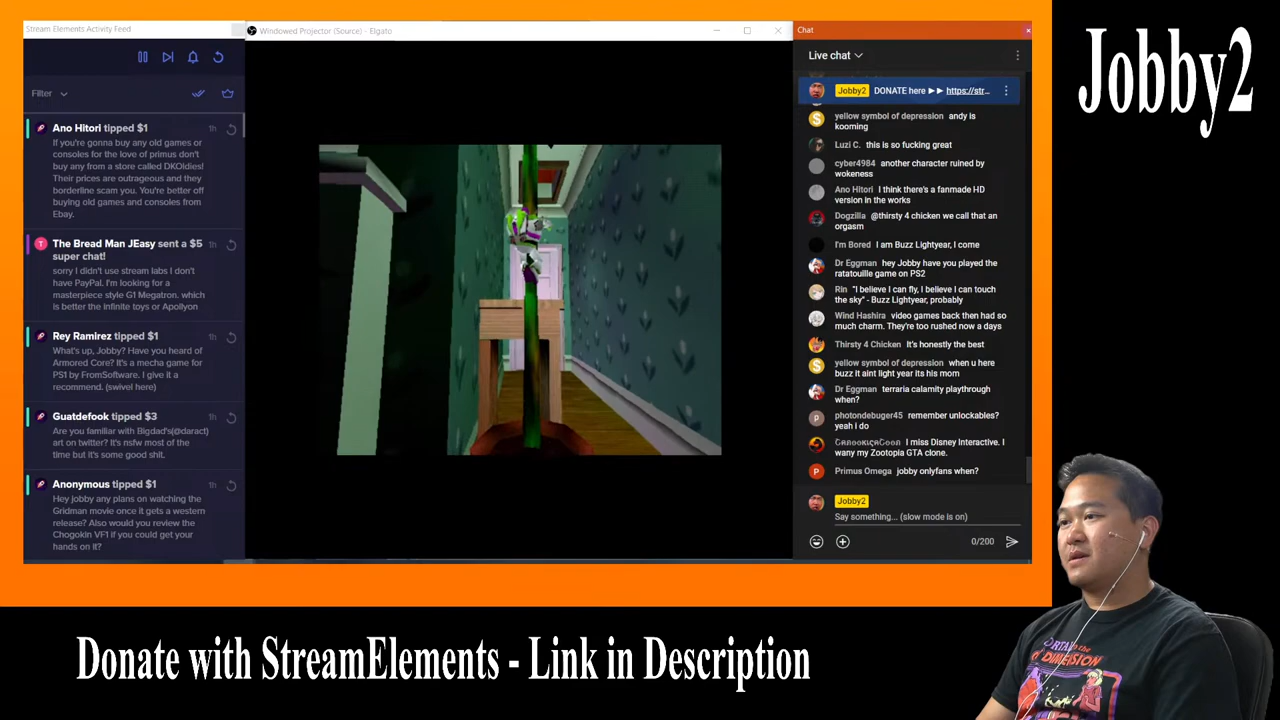 Stream Elements Activity Feed
Filter
Ano Hitori tipped $1
1h
If you're gonna buy any old games or
consoles for the love of primus don't
buy any from a store called DKOldies!
Their prices are outrageous and they
borderline scam you. You're better off
buying old games and consoles from
Ebay.
The Bread Man JEasy sent a $5
super chat!
1h
sorry I didn't use stream labs I don't
have PayPal. I'm looking for a
masterpiece style G1 Megatron. which
is better the infinite toys or Apollyon
Rey Ramirez tipped $1
1h
What's up, Jobby? Have you heard of
Armored Core? It's a mecha game for
PS1 by FromSoftware. I give it a
recommend. (swivel here)
Guatdefook tipped $3
1h
Are you familiar with Bigdad's(@daract)
art on twitter? It's nsfw most of the
time but it's some good shit.
Anonymous tipped $1
1h
Hey jobby any plans on watching the
Gridman movie once it gets a western
release? Also would you review the
Chogokin VF1 if you could get your
hands on it?
Windowed Projector (Source) - Elgato
Chat
Live chat
Jobby2 DONATE here ►► https://str...
yellow symbol of depression andy is
kooming
Luzi C. this is so fucking great
cyber4984 another character ruined by
wokeness
Ano Hitori I think there's a fanmade HD
version in the works
Dogzilla @thirsty 4 chicken we call that an
orgasm
I'm Bored I am Buzz Lightyear, I come
Dr Eggman hey Jobby have you played the
ratatouille game on PS2
Rin "I believe I can fly, I believe I can touch
the sky" - Buzz Lightyear, probably
Wind Hashira video games back then had so
much charm. They're too rushed now a days
Thirsty 4 Chicken It's honestly the best
yellow symbol of depression when u here
buzz it aint light year its his mom
Dr Eggman terraria calamity playthrough
when?
photondebuger45 remember unlockables?
yeah i do
I miss Disney Interactive. I
wany my Zootopia GTA clone.
P
Primus Omega jobby onlyfans when?
Jobby2
Say something... (slow mode is on)
0/200
Jobby2
DIMENSION
Donate with StreamElements - Link in Description